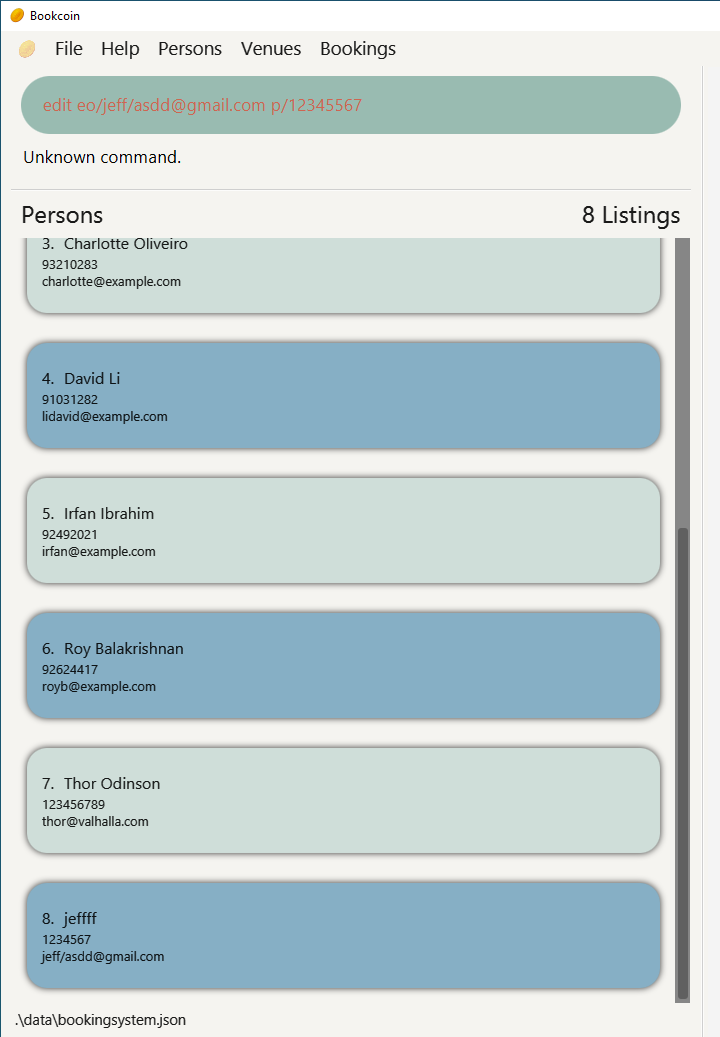 Bookcoin
File Help Persons Venues Bookings
edit eo/jeff/asdd@gmail.com p/12345567
Unknown command.
Persons 8 Listings
3. Charlotte Oliveiro
93210283
charlotte@example.com
4. David Li
91031282
lidavid@example.com
5. Irfan Ibrahim
92492021
irfan@example.com
6. Roy Balakrishnan
92624417
royb@example.com
7. Thor Odinson
123456789
thor@valhalla.com
8. jeffff
1234567
jeff/asdd@gmail.com
.\data\bookingsystem.json